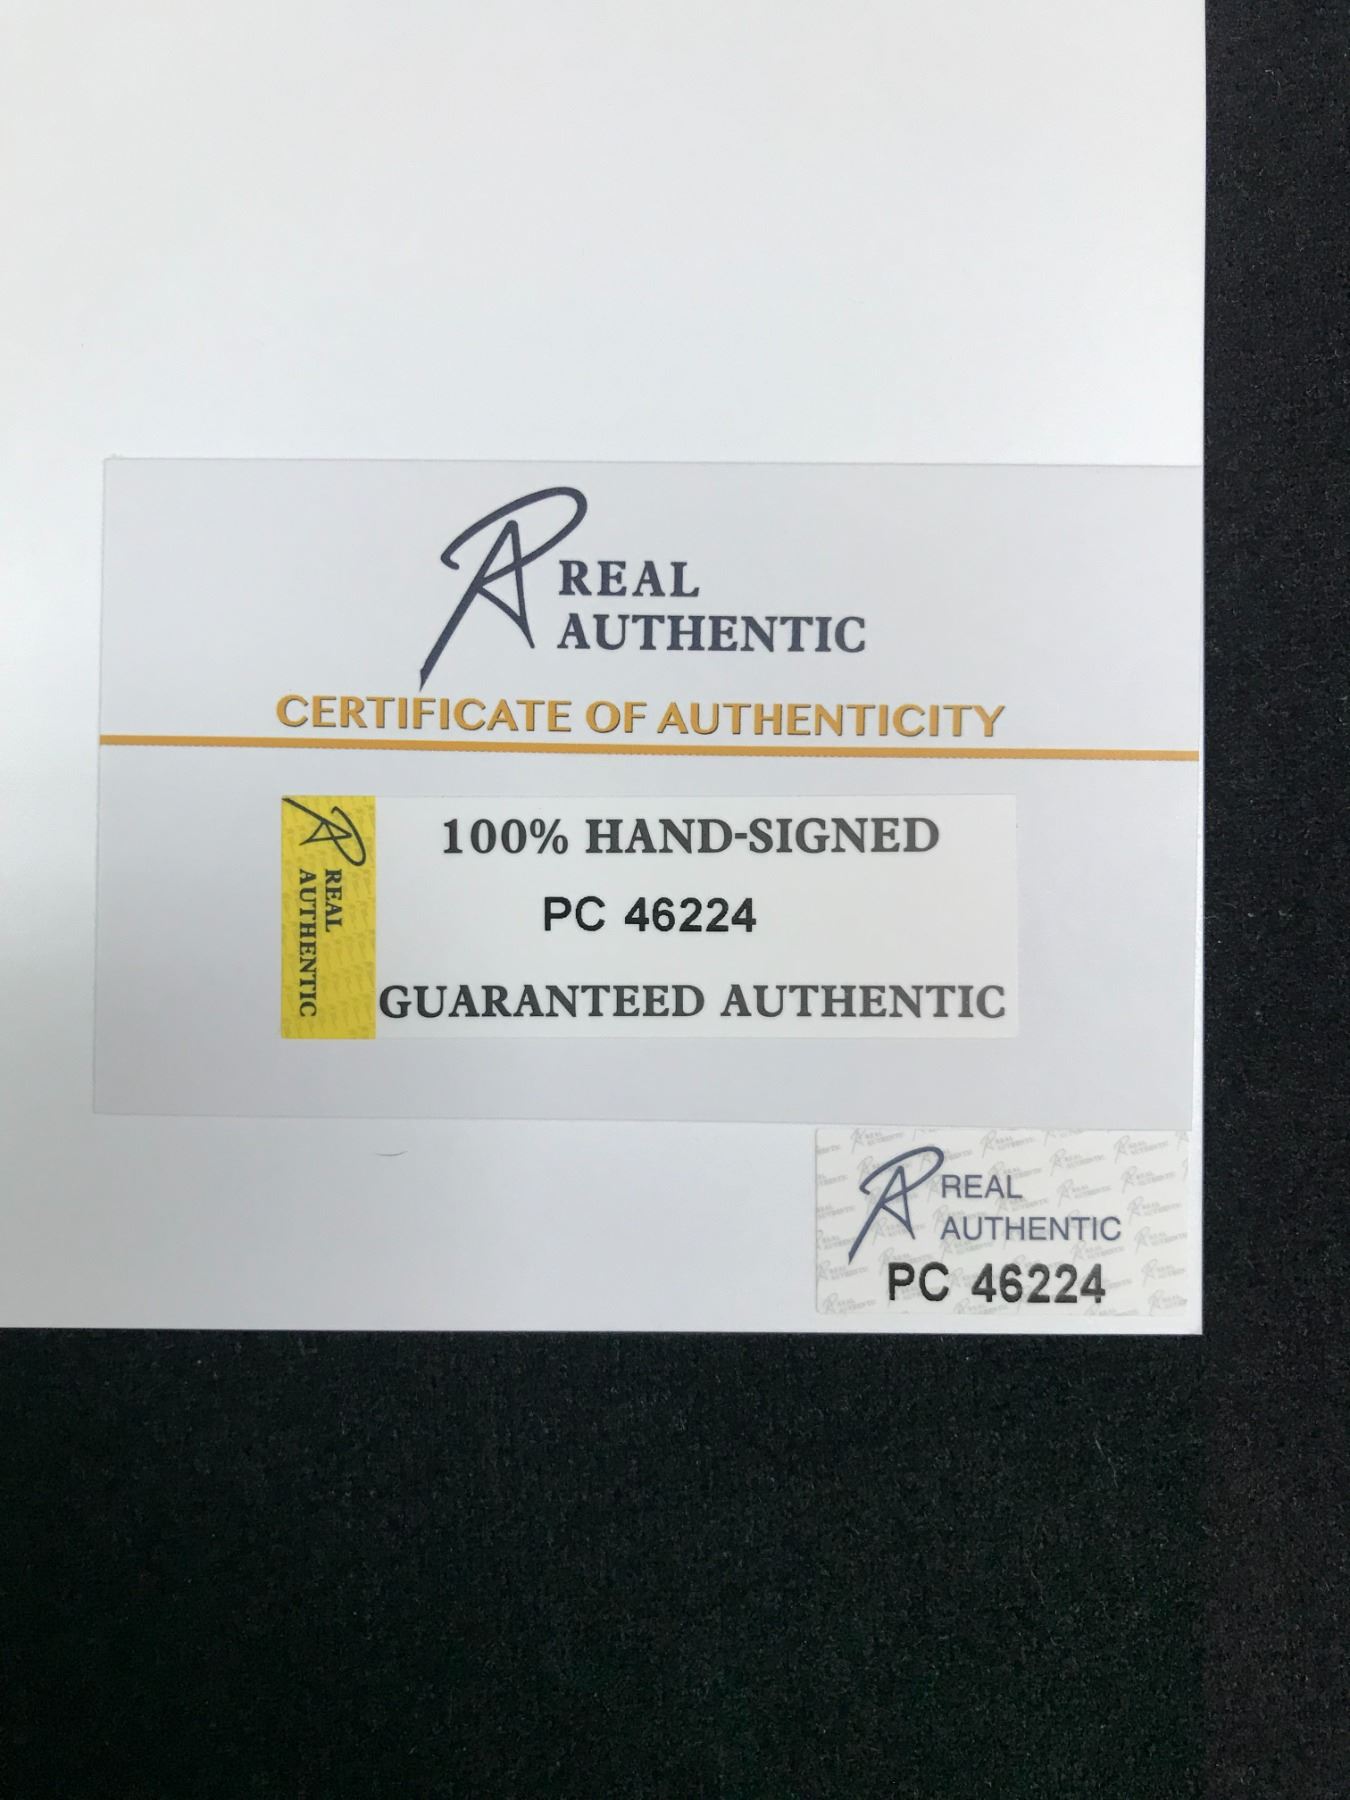 REAL
AUTHENTIC
CERTIFICATE OF AUTHENTICITY
REAL
AUTHENTIC
100% HAND-SIGNED
PC 46224
GUARANTEED AUTHENTIC
REAL
AUTHENTIC
PC 46224